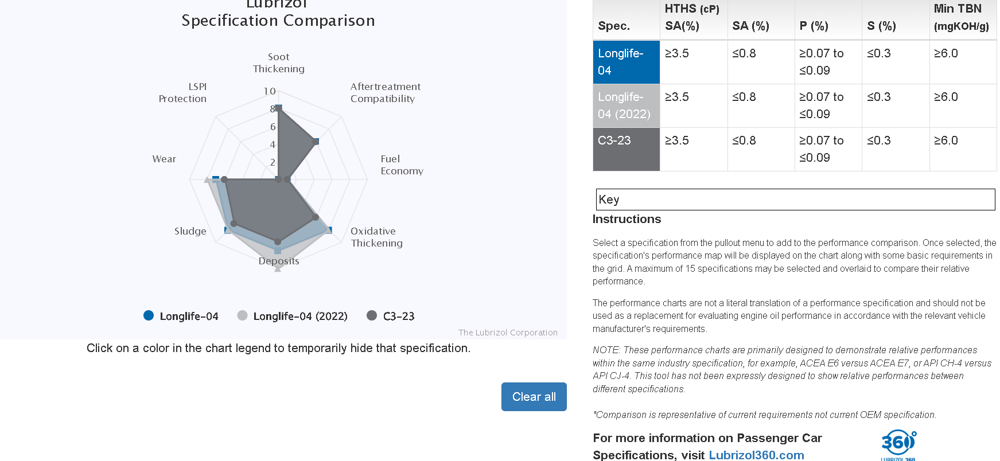 Lubrizol
Specification Comparison
Soot
Thickening
LSPI
Protection
Aftertreatment
Compatibility
10
8
6
4
2
Wear
Fuel
Economy
Sludge
Oxidative
Thickening
Deposits
Longlife-04
Longlife-04 (2022)
C3-23
The Lubrizol Corporation
Click on a color in the chart legend to temporarily hide that specification.
Clear all
HTHS (cP) Min TBN
Spec. SA(%) SA (%) P (%) S (%) (mgKOH/g)
Longlife- ≥3.5 ≤0.8 ≥0.07 to ≤0.3 ≥6.0
04 ≤0.09
Longlife- ≥3.5 ≤0.8 ≥0.07 to ≤0.3 ≥6.0
04 (2022) ≤0.09
C3-23 ≥3.5 ≤0.8 ≥0.07 to ≤0.3 ≥6.0
≤0.09
Key
Instructions
Select a specification from the pullout menu to add to the performance comparison. Once selected, the
specification's performance map will be displayed on the chart along with some basic requirements in
the grid. A maximum of 15 specifications may be selected and overlaid to compare their relative
performance.
The performance charts are not a literal translation of a performance specification and should not be
used as a replacement for evaluating engine oil performance in accordance with the relevant vehicle
manufacturer's requirements.
NOTE: These performance charts are primarily designed to demonstrate relative performances
within the same industry specification, for example, ACEA E6 versus ACEA E7, or API CH-4 versus
API CJ-4. This tool has not been expressly designed to show relative performances between
different specifications.
*Comparison is representative of current requirements not current OEM specification.
For more information on Passenger Car
Specifications, visit Lubrizol360.com
360°
LUBRIZOL 360